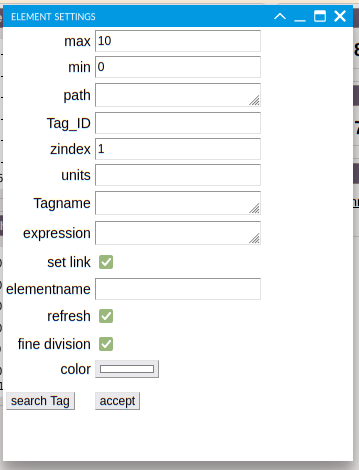 ELEMENT SETTINGS
max 10
min 0
path
Tag_ID
zindex 1
units
Tagname
expression
set link
elementname
refresh
fine division
color
search Tag accept